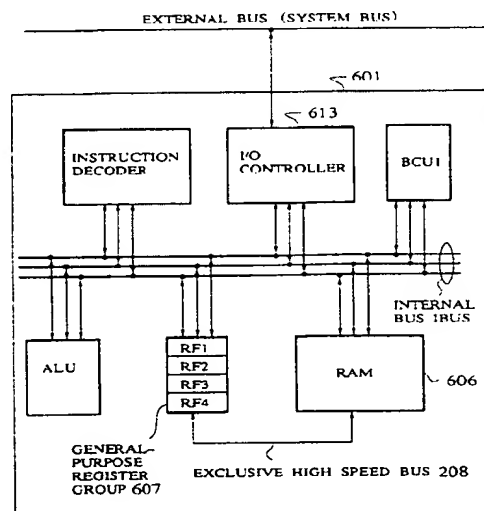 EXTERNAL BUS (SYSTEM BUS)
601
613
INSTRUCTION
DECODER
I/O
CONTROLLER
BCU1
INTERNAL
BUS IBUS
ALU
RF1
RF2
RF3
RF4
RAM
606
GENERAL-
PURPOSE
REGISTER
GROUP 607
EXCLUSIVE HIGH SPEED BUS 208